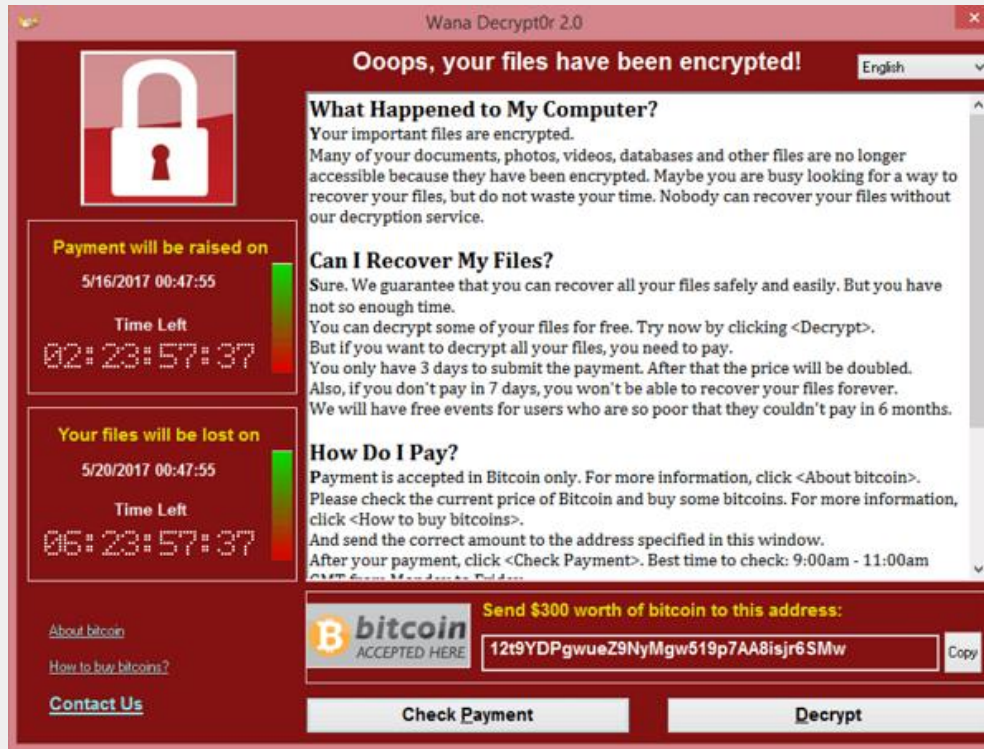 Wana Decrypt0r 2.0
Ooops, your files have been encrypted!
English
What Happened to My Computer?
Your important files are encrypted.
Many of your documents, photos, videos, databases and other files are no longer
accessible because they have been encrypted. Maybe you are busy looking for a way to
recover your files, but do not waste your time. Nobody can recover your files without
our decryption service.
Can I Recover My Files?
Sure. We guarantee that you can recover all your files safely and easily. But you have
not so enough time.
You can decrypt some of your files for free. Try now by clicking <Decrypt>.
But if you want to decrypt all your files, you need to pay.
You only have 3 days to submit the payment. After that the price will be doubled.
Also, if you don't pay in 7 days, you won't be able to recover your files forever.
We will have free events for users who are so poor that they couldn't pay in 6 months.
How Do I Pay?
Payment is accepted in Bitcoin only. For more information, click <About bitcoin>.
Please check the current price of Bitcoin and buy some bitcoins. For more information,
click <How to buy bitcoins>.
And send the correct amount to the address specified in this window.
After your payment, click <Check Payment>. Best time to check: 9:00am - 11:00am
GMT from Monday to Friday
Payment will be raised on
5/16/2017 00:47:55
Time Left
02:23:57:37
Your files will be lost on
5/20/2017 00:47:55
Time Left
06:23:57:37
About bitcoin
How to buy bitcoins?
Contact Us
bitcoin
ACCEPTED HERE
Send $300 worth of bitcoin to this address:
12t9YDPgwueZ9NyMgw519p7AA8isjr6SMw
Copy
Check Payment
Decrypt